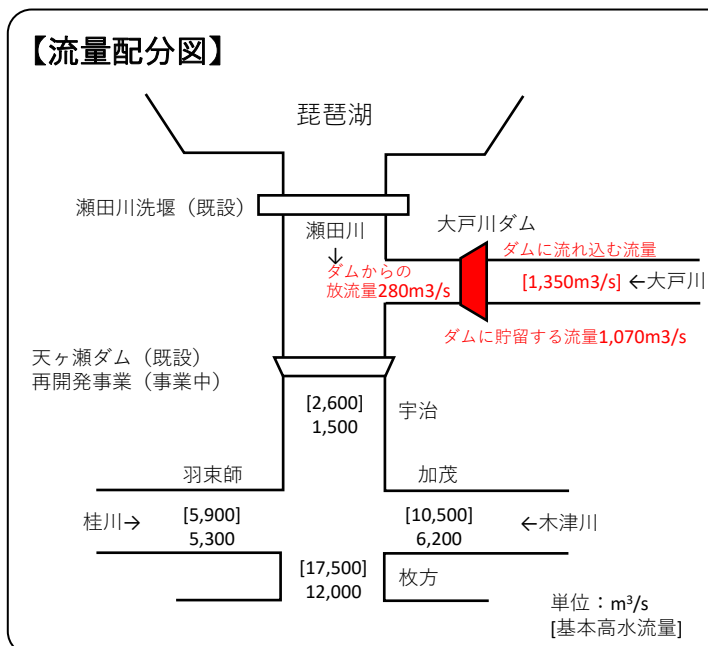 【流量配分図】
琵琶湖
瀬田川洗堰（既設）
瀬田川
↓
大戸川ダム
ダムに流れ込む流量
ダムからの
放流量280m3/s
[1,350m3/s] ←大戸川
ダムに貯留する流量1,070m3/s
天ヶ瀬ダム（既設）
再開発事業（事業中）
[2,600]
1,500
宇治
羽束師
加茂
桂川→
[5,900]
5,300
[10,500]
6,200
←木津川
[17,500]
12,000
枚方
単位：m³/s
[基本高水流量]